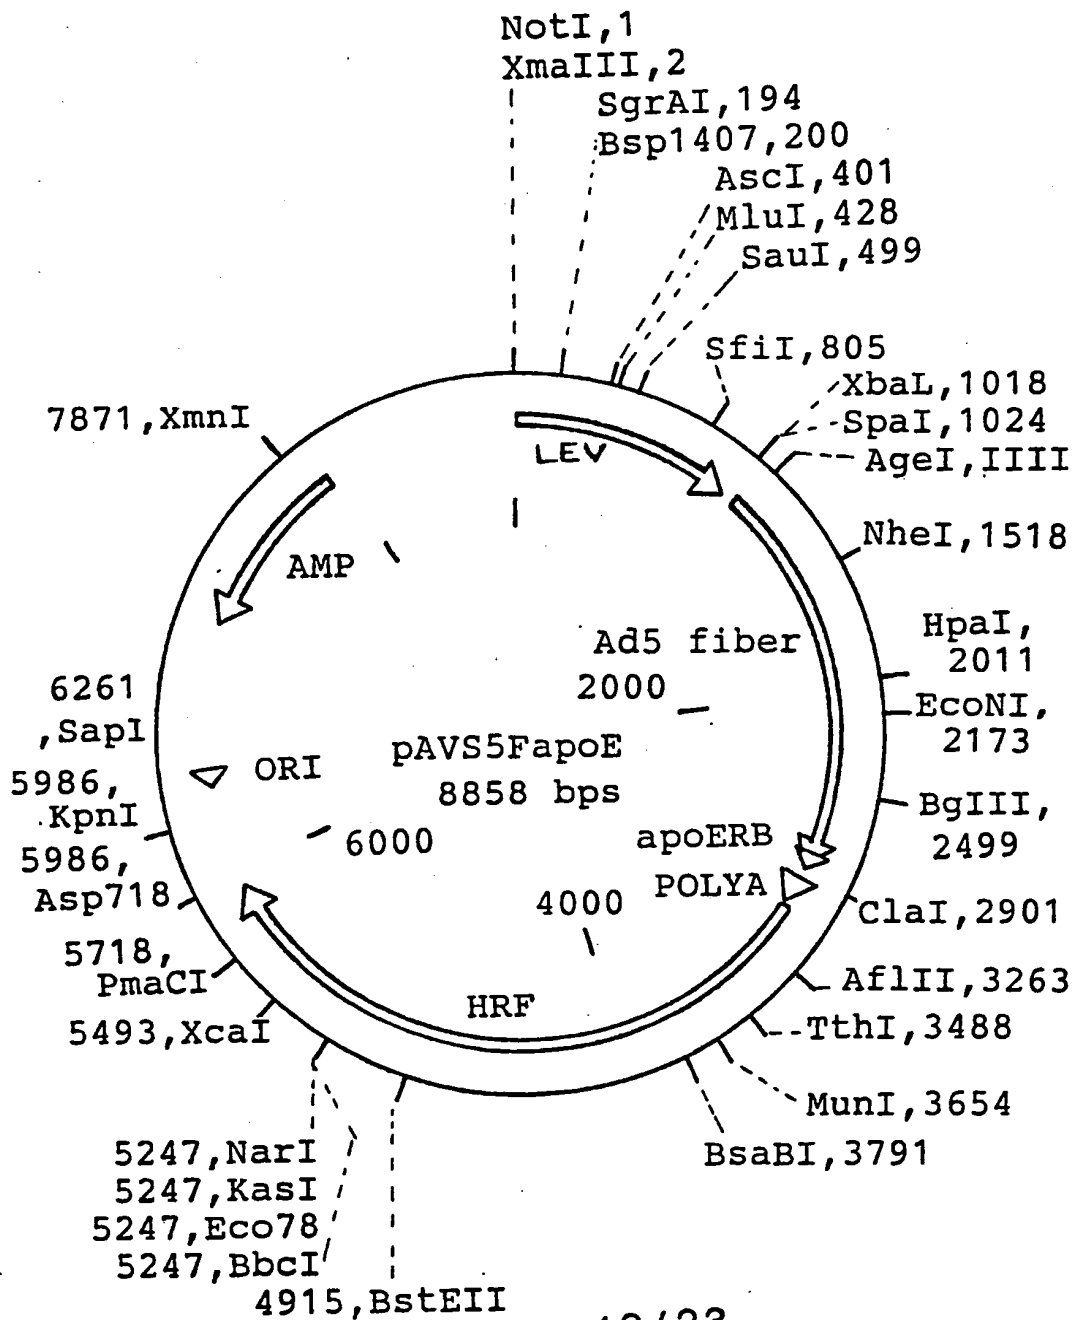 NotI,1
XmaIII,2
SgrAI,194
Bsp1407,200
AscI,401
MluI,428
SauI,499
SfiI,805
XbaL,1018
SpaI,1024
AgeI,IIII
7871,XmnI
LEV
NheI,1518
AMP
HpaI,
2011
Ad5 fiber
2000
EcoNI,
2173
6261
,SapI
pAVS5FapoE
8858 bps
ORI
5986,
KpnI
BgIII,
2499
6000
apoERB
5986,
Asp718
POLYA
4000
ClaI,2901
5718,
PmaCI
AflII,3263
HRF
5493,XcaI
TthI,3488
MunI,3654
BsaBI,3791
5247,NarI
5247,KasI
5247,Eco78
5247,BbcI
4915,BstEII